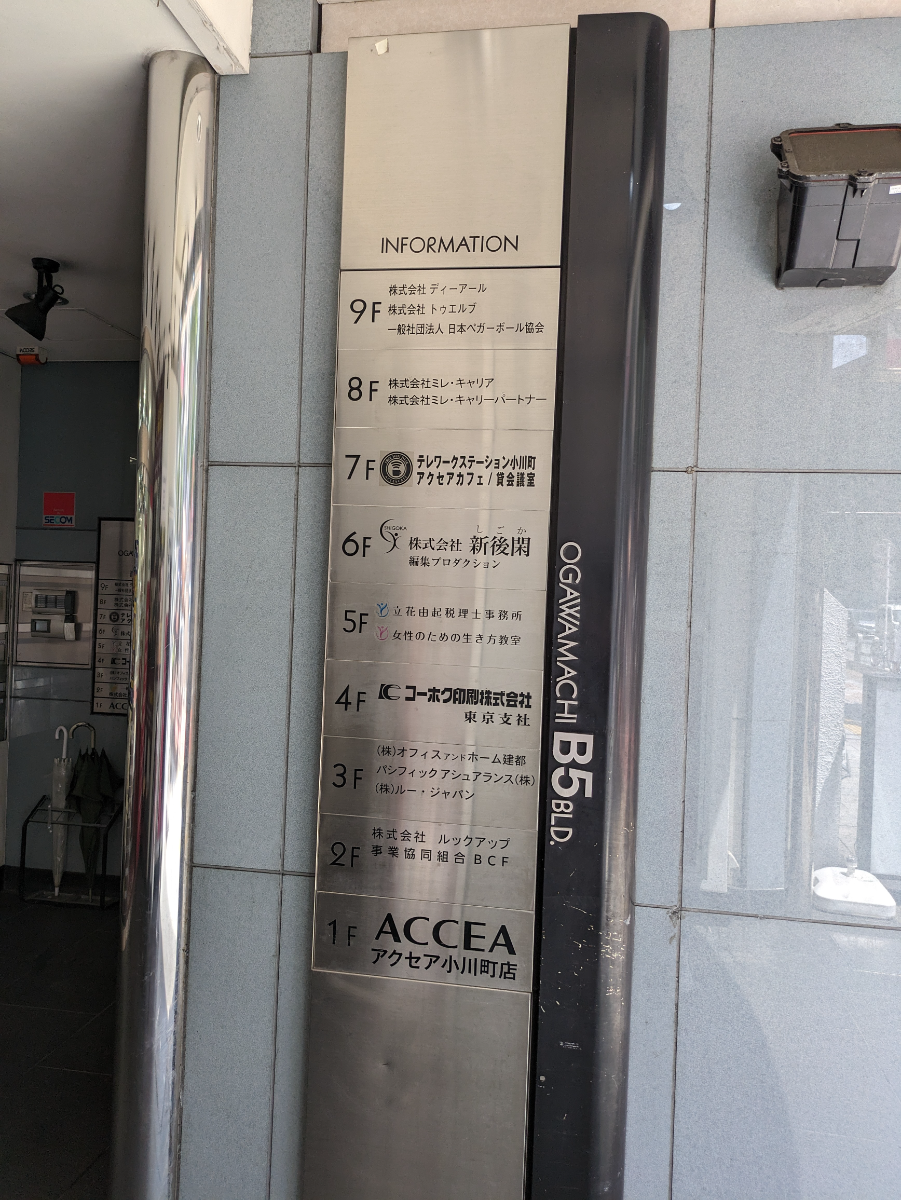 INFORMATION
9F
株式会社 ディーアール
株式会社 トゥエルブ
一般社団法人 日本ペガーボール協会
8F
株式会社ミレ・キャリア
株式会社ミレ・キャリーパートナー
7F
テレワークステーション小川町
アクセアカフェ / 貸会議室
6F
SHIGOKA
しごか
株式会社 新後閑
編集プロダクション
5F
立花由起税理士事務所
女性のための生き方教室
4F
コーホク印刷株式会社
東京支社
3F
(株)オフィスアンドホーム建都
パシフィックアシュアランス(株)
(株)ルー・ジャパン
2F
株式会社 ルックアップ
事業協同組合BCF
1F
ACCEA
アクセア小川町店
OGAWAMACHI B5 BLD.
SECOM